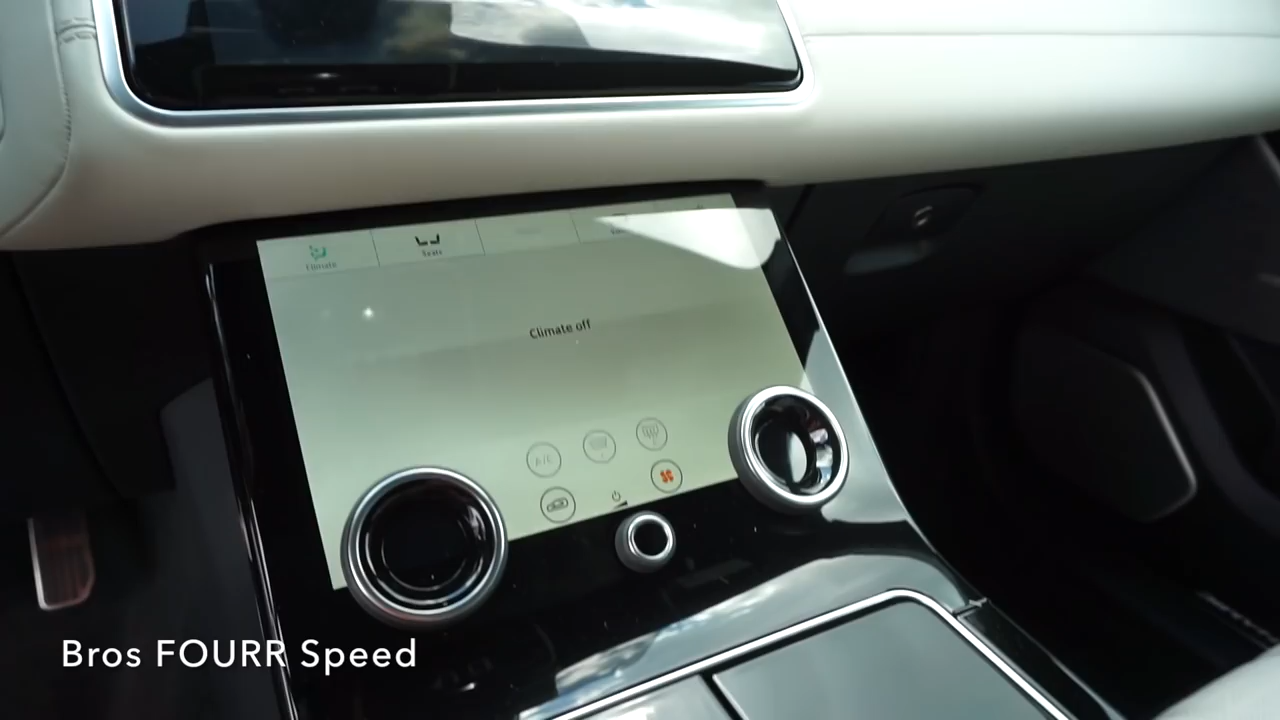 Climate
Seats
Climate off
A/C
Bros FOURR Speed